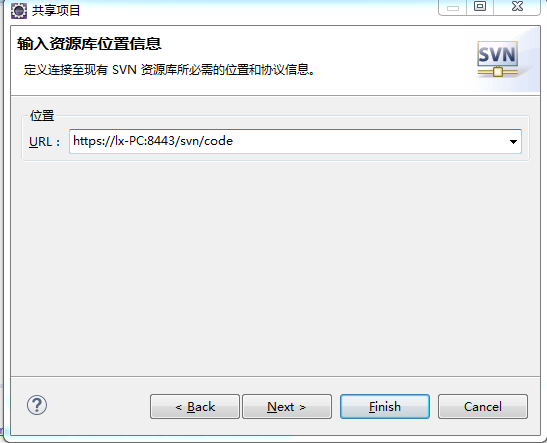 共享项目
输入资源库位置信息
定义连接至现有 SVN 资源库所必需的位置和协议信息。
SVN
位置
URL： https://lx-PC:8443/svn/code
? < Back Next > Finish Cancel